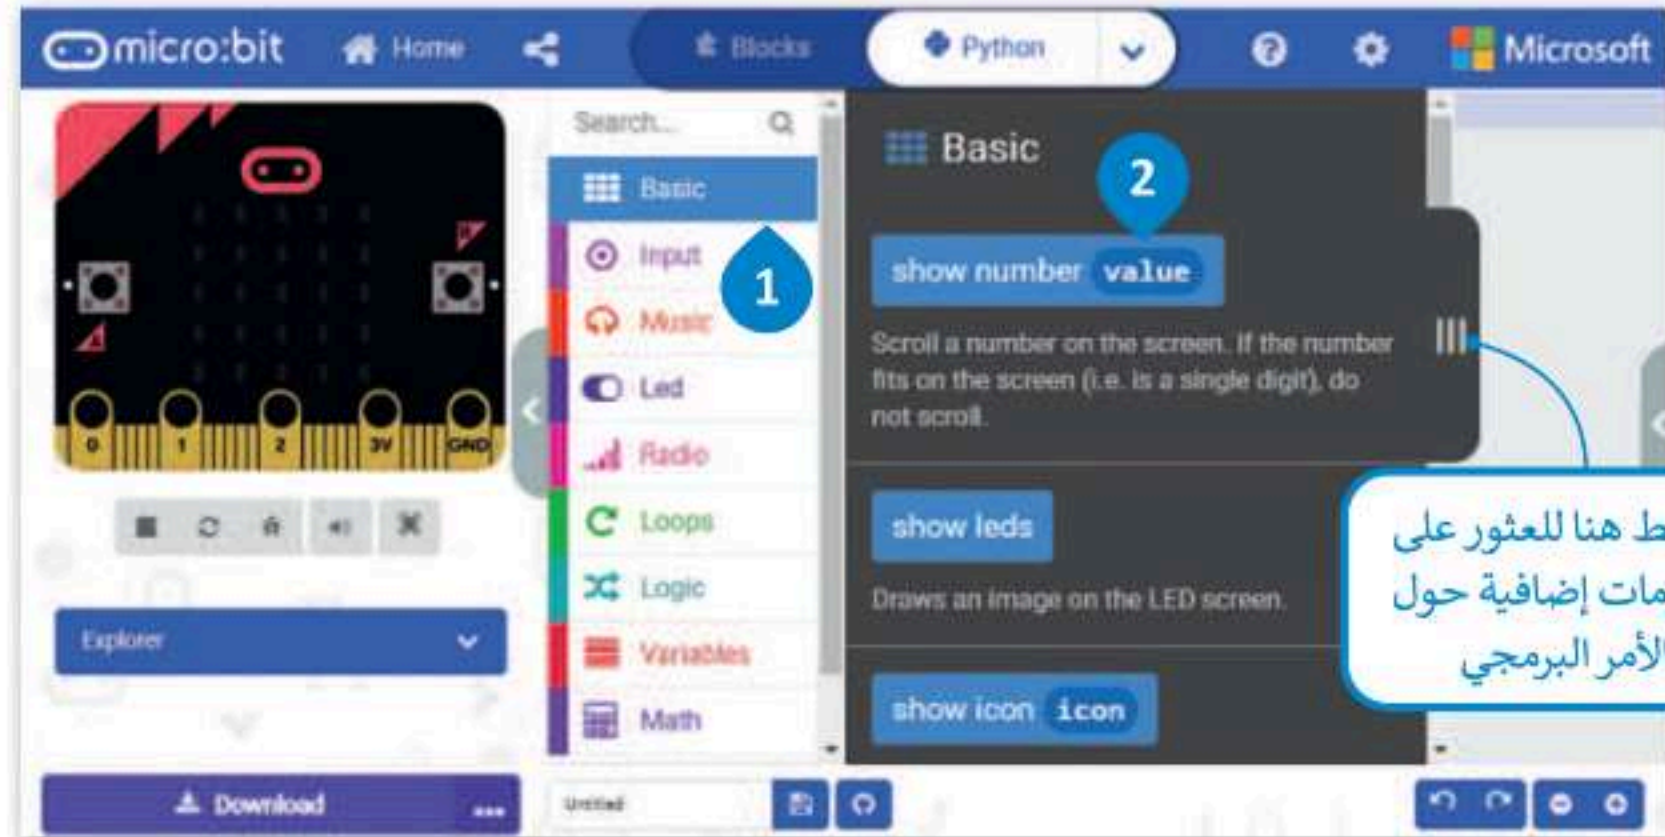 micro:bit Home Blocks Python Microsoft
Search...
Basic
Input
Music
Led
Radio
Loops
Logic
Variables
Math
1
Basic
2
show number value
Scroll a number on the screen. If the number
fits on the screen (i.e. is a single digit), do
not scroll.
show leds
Draws an image on the LED screen.
show icon icon
هنا للعثور على
إضافية حول
الأمر البرمجي
B
A
0 1 2 3V GND
Explorer
Download ...
Untitled